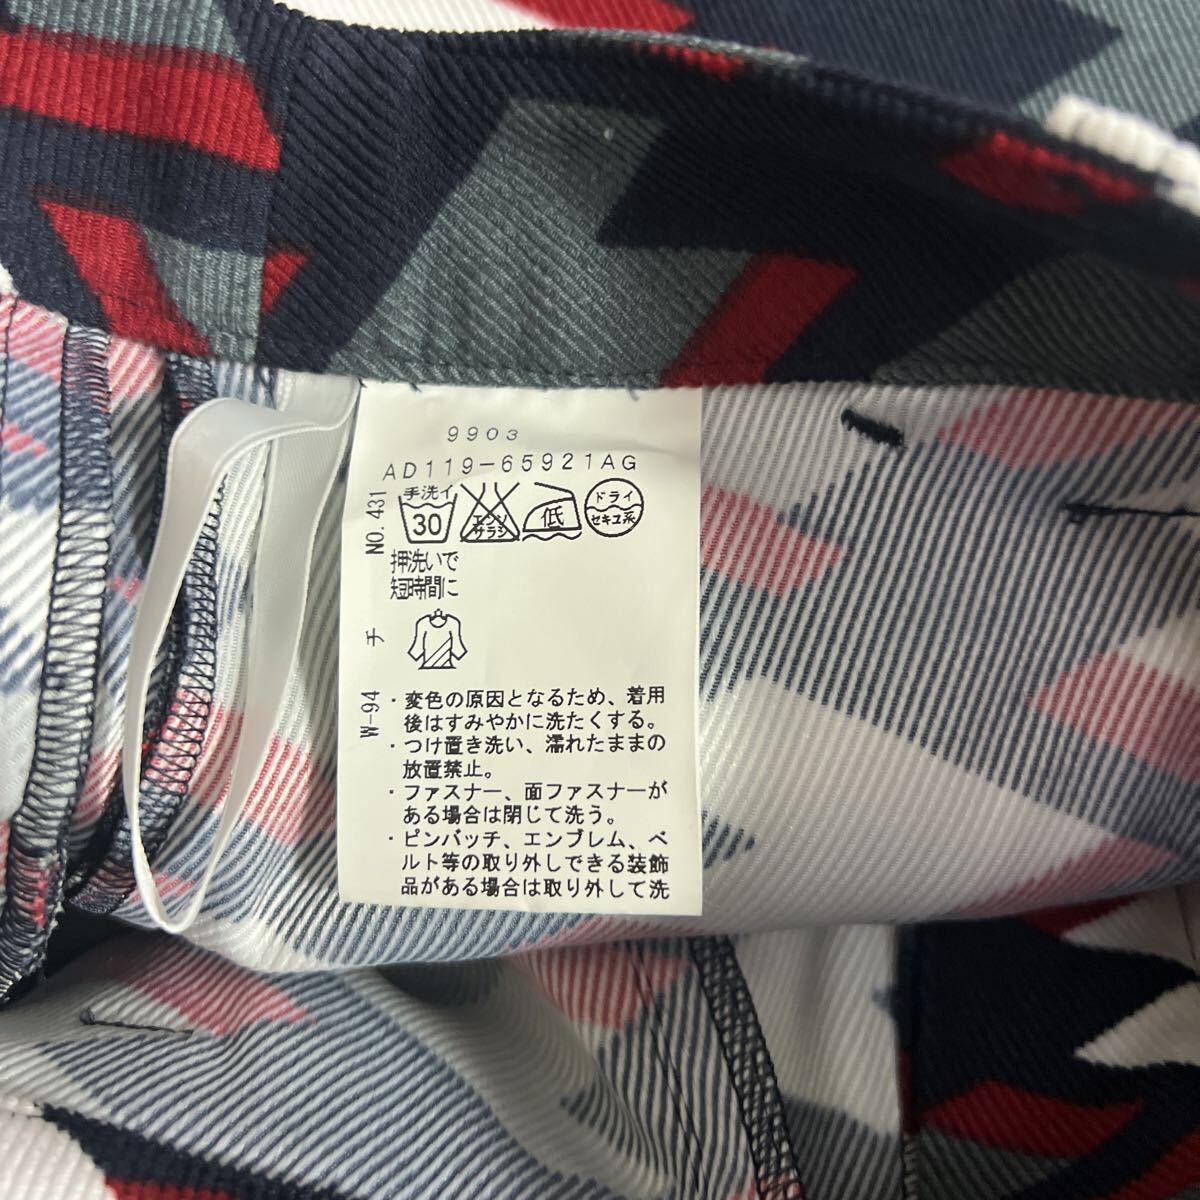 9903
AD119-65921AG
手洗イ
30
エンソ
サラシ
低
ドライ
セキユ系
押洗いで
短時間に
・変色の原因となるため、着用
後はすみやかに洗たくする。
・つけ置き洗い、濡れたままの
放置禁止。
・ファスナー、面ファスナーが
ある場合は閉じて洗う。
・ピンバッチ、エンブレム、ベ
ルト等の取り外しできる装飾
品がある場合は取り外して洗
W-94 チ NO. 431